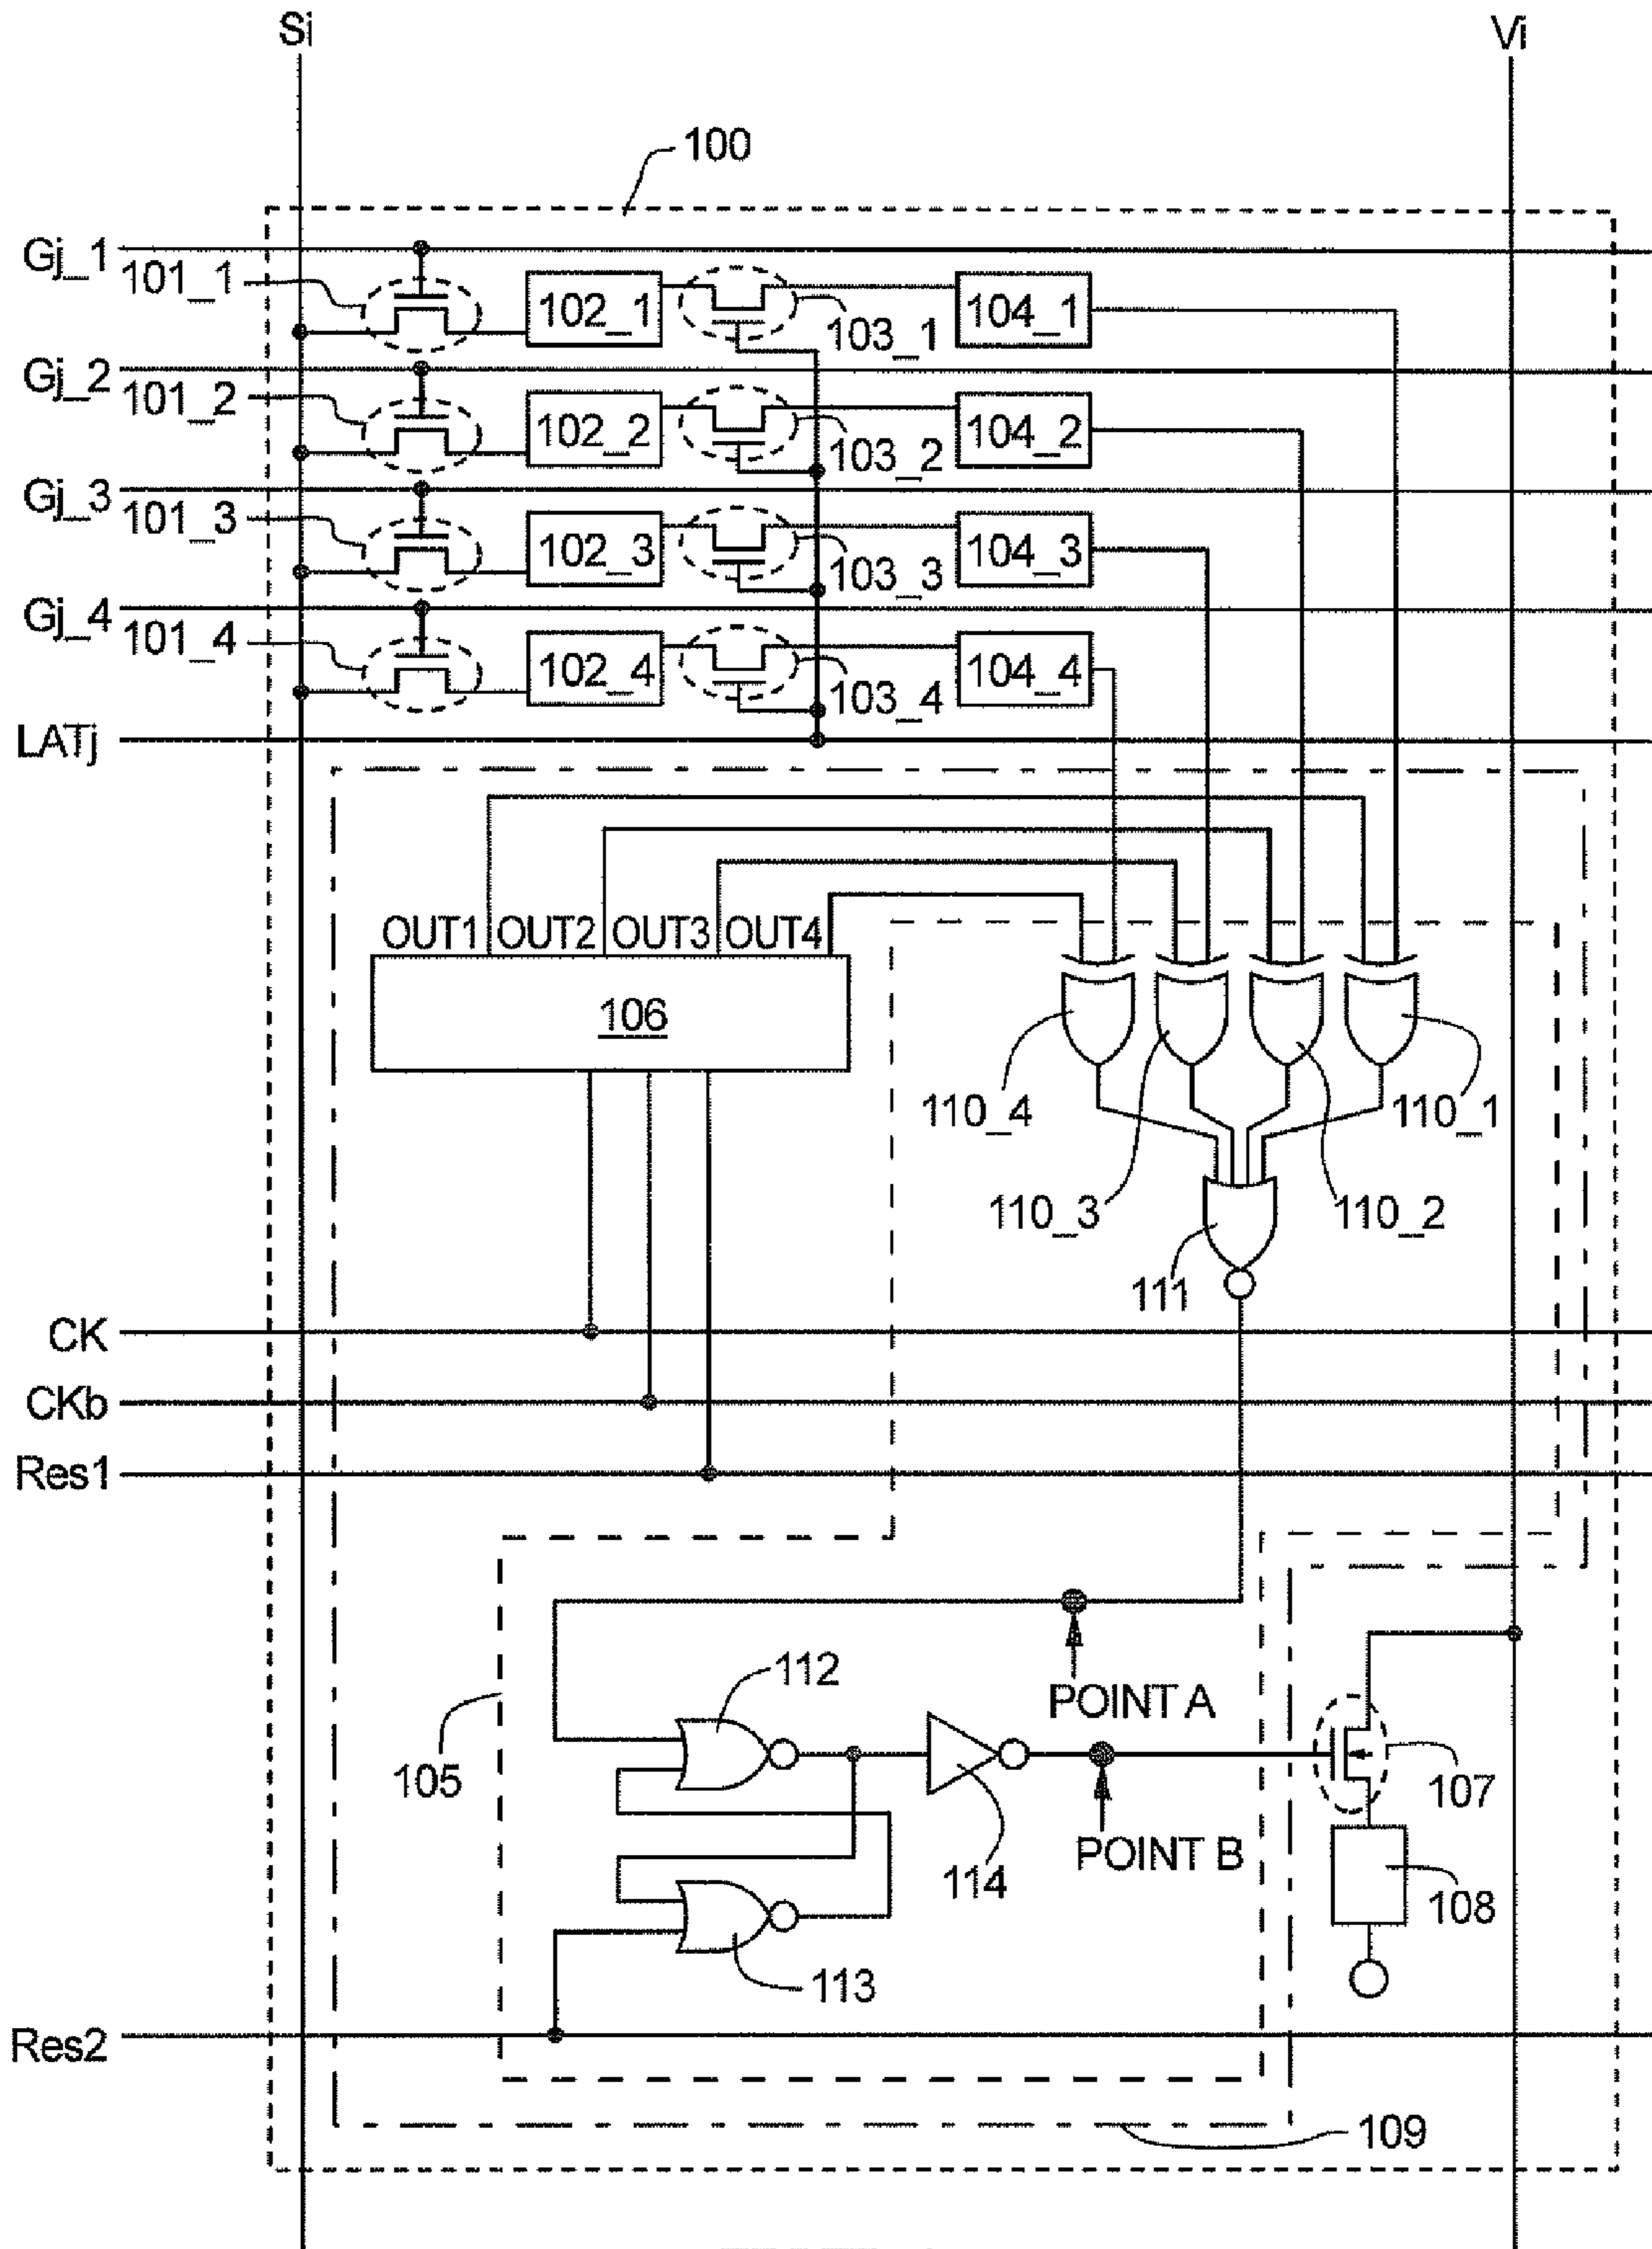 Si
Vi
100
Gj_1
101_1
102_1
103_1
104_1
Gj_2
101_2
102_2
103_2
104_2
Gj_3
101_3
102_3
103_3
104_3
Gj_4
101_4
102_4
103_4
104_4
LATj
OUT1 OUT2 OUT3 OUT4
106
110_4
110_1
110_3
110_2
111
CK
CKb
Res1
112
POINT A
105
107
POINT B
114
108
113
Res2
109